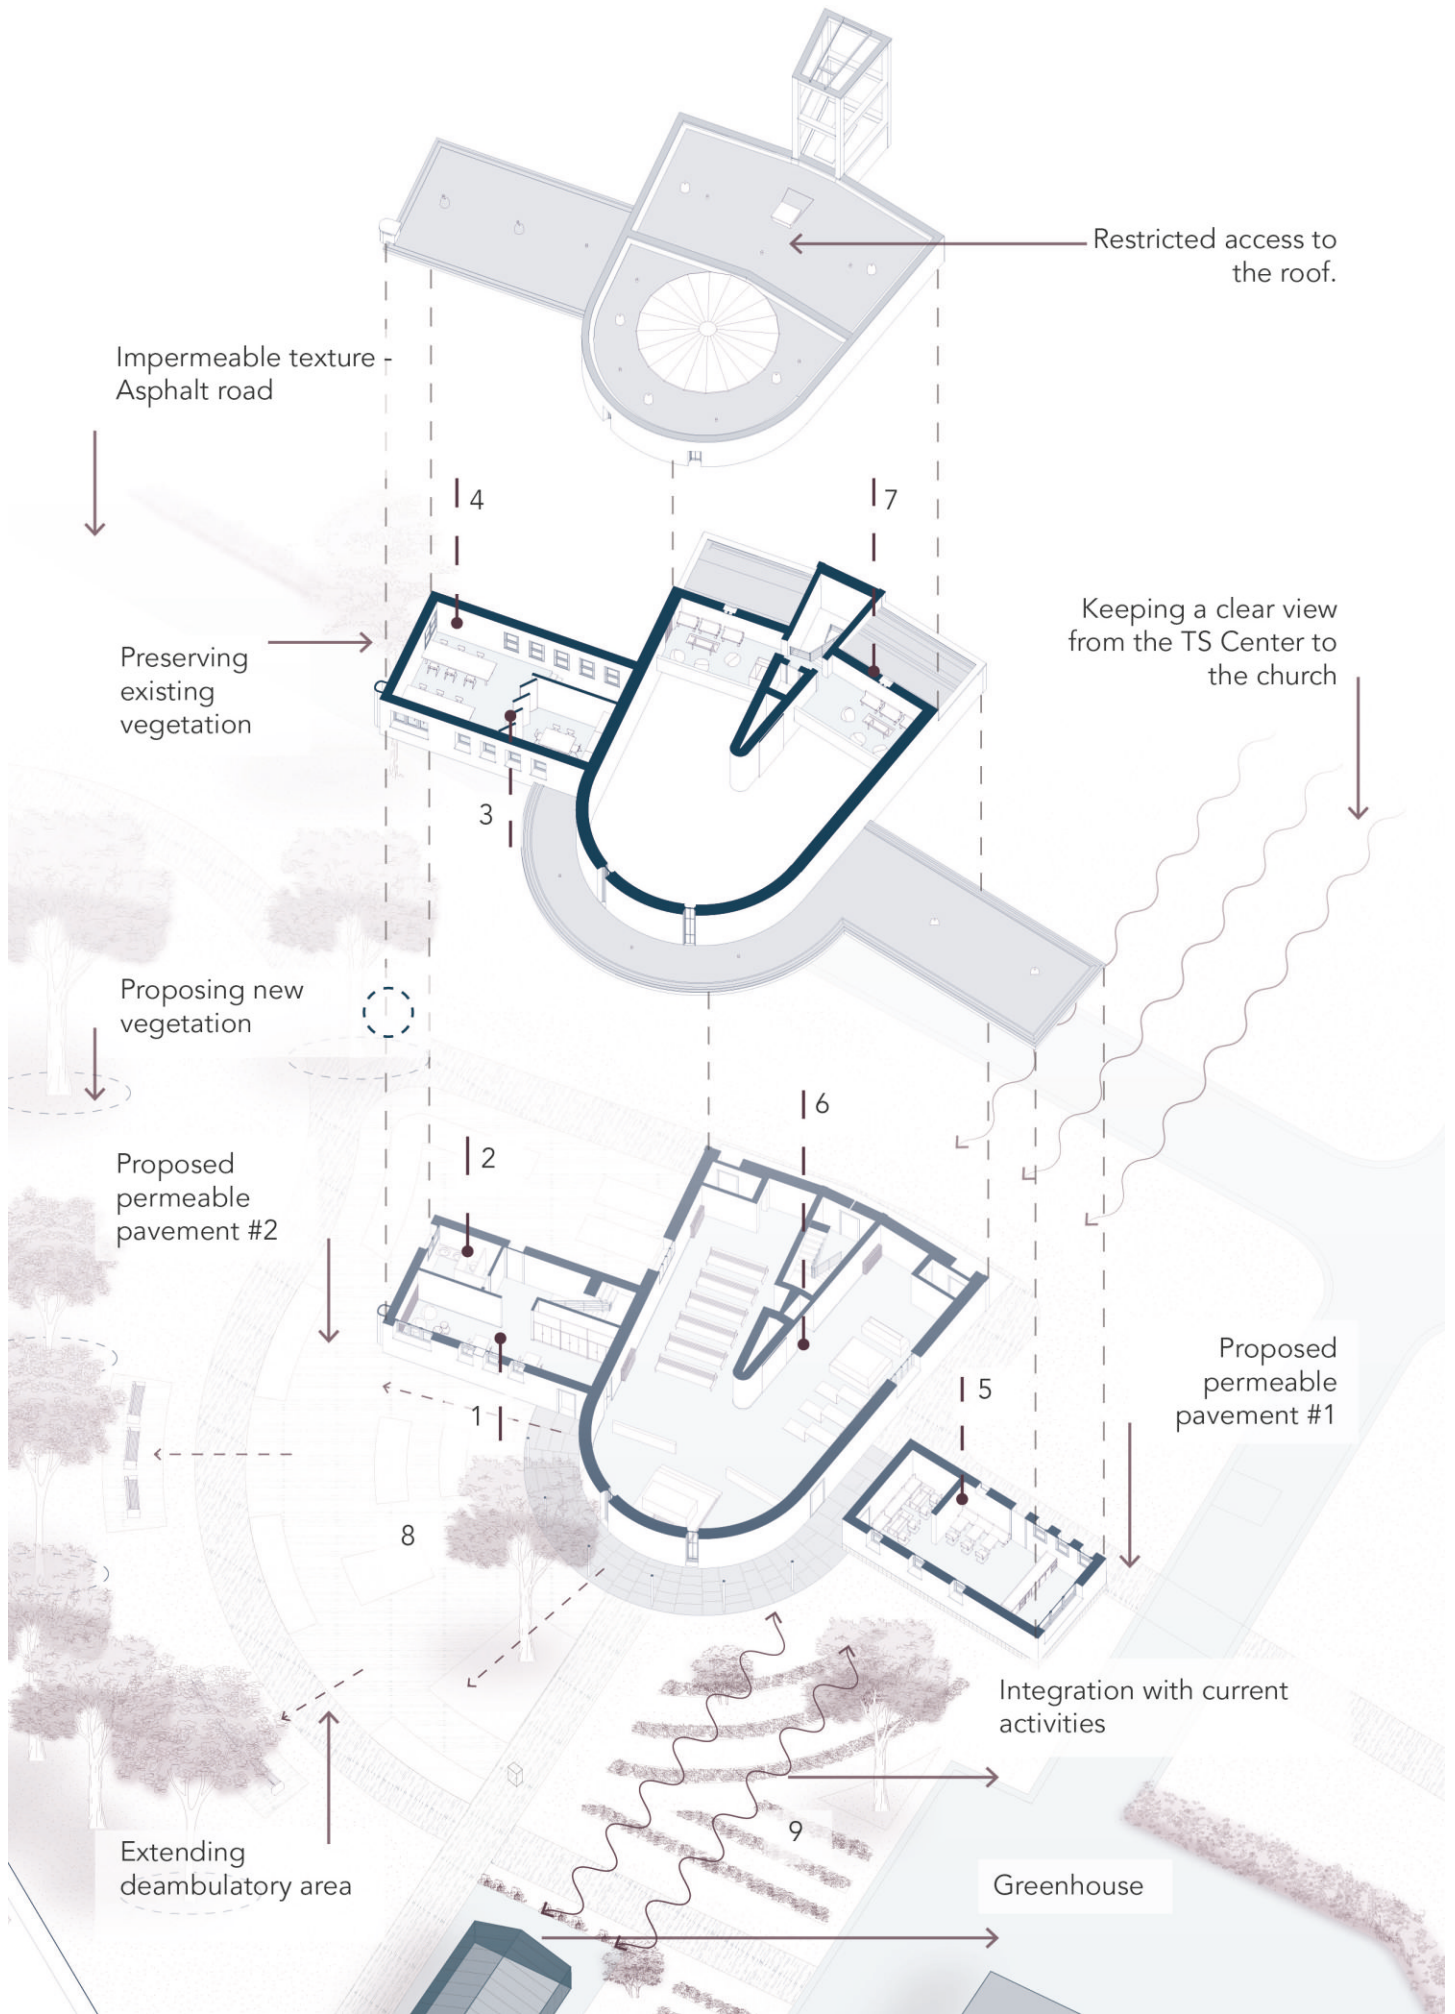 Restricted access to
the roof.
Impermeable texture -
Asphalt road
4
7
Keeping a clear view
from the TS Center to
the church
Preserving
existing
vegetation
3
Proposing new
vegetation
6
2
Proposed
permeable
pavement #2
Proposed
permeable
pavement #1
5
1
8
Integration with current
activities
9
Extending
deambulatory area
Greenhouse